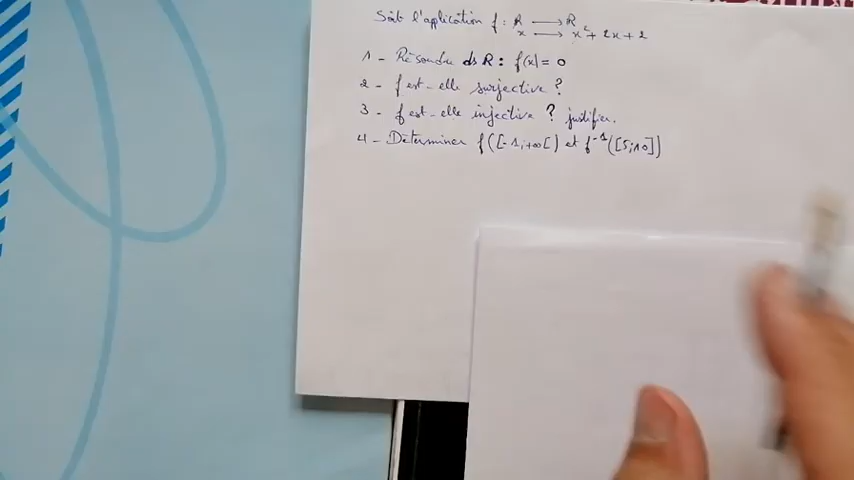 Soit l'application f : R → R
x → x²+ 2x + 2
1 - Résoudre ds R : f(x) = 0
2 - f est-elle surjective ?
3 - f est-elle injective ? justifier.
4 - Déterminer f([-1;+∞[) et f⁻¹([5;10])